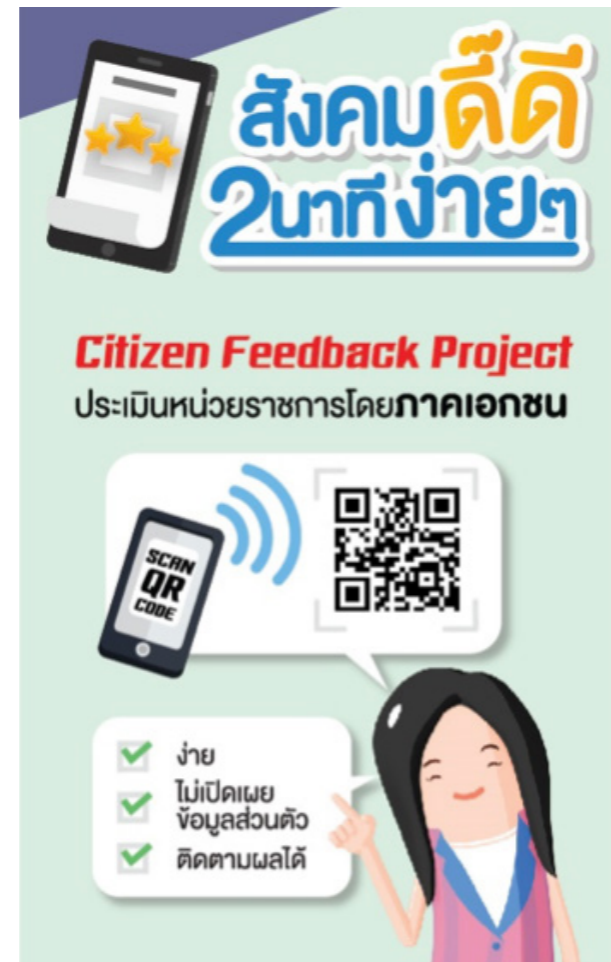 สังคมดี๊ดี
2นาทีง่ายๆ
Citizen Feedback Project
ประเมินหน่วยราชการโดยภาคเอกชน
SCAN
QR
CODE
ง่าย
ไม่เปิดเผย
ข้อมูลส่วนตัว
ติดตามผลได้